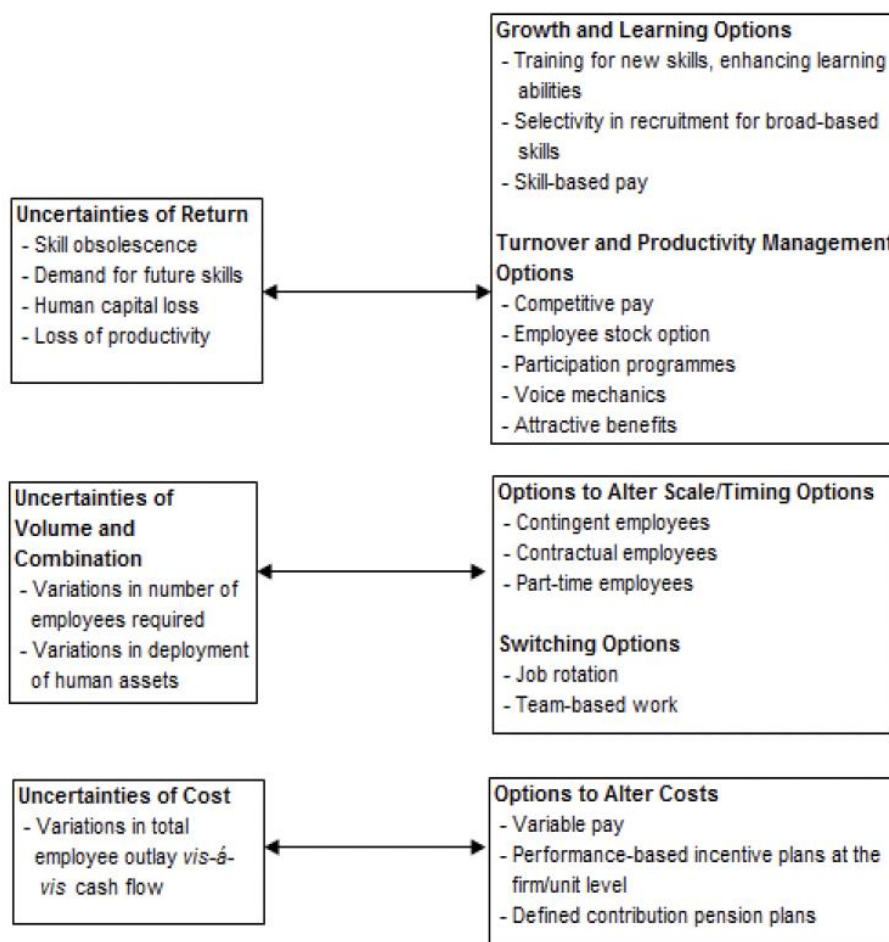 Growth and Learning Options
- Training for new skills, enhancing learning
abilities
- Selectivity in recruitment for broad-based
skills
- Skill-based pay
Turnover and Productivity Management
Options
- Competitive pay
- Employee stock option
- Participation programmes
- Voice mechanics
- Attractive benefits
Uncertainties of Return
- Skill obsolescence
- Demand for future skills
- Human capital loss
- Loss of productivity
Uncertainties of
Volume and
Combination
- Variations in number of
employees required
- Variations in deployment
of human assets
Options to Alter Scale/Timing Options
- Contingent employees
- Contractual employees
- Part-time employees
Switching Options
- Job rotation
- Team-based work
Uncertainties of Cost
- Variations in total
employee outlay vis-á-
vis cash flow
Options to Alter Costs
- Variable pay
- Performance-based incentive plans at the
firm/unit level
- Defined contribution pension plans